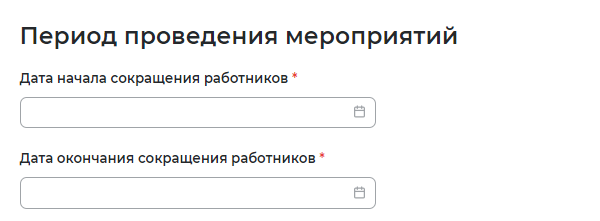 Период проведения мероприятий
Дата начала сокращения работников *
Дата окончания сокращения работников *